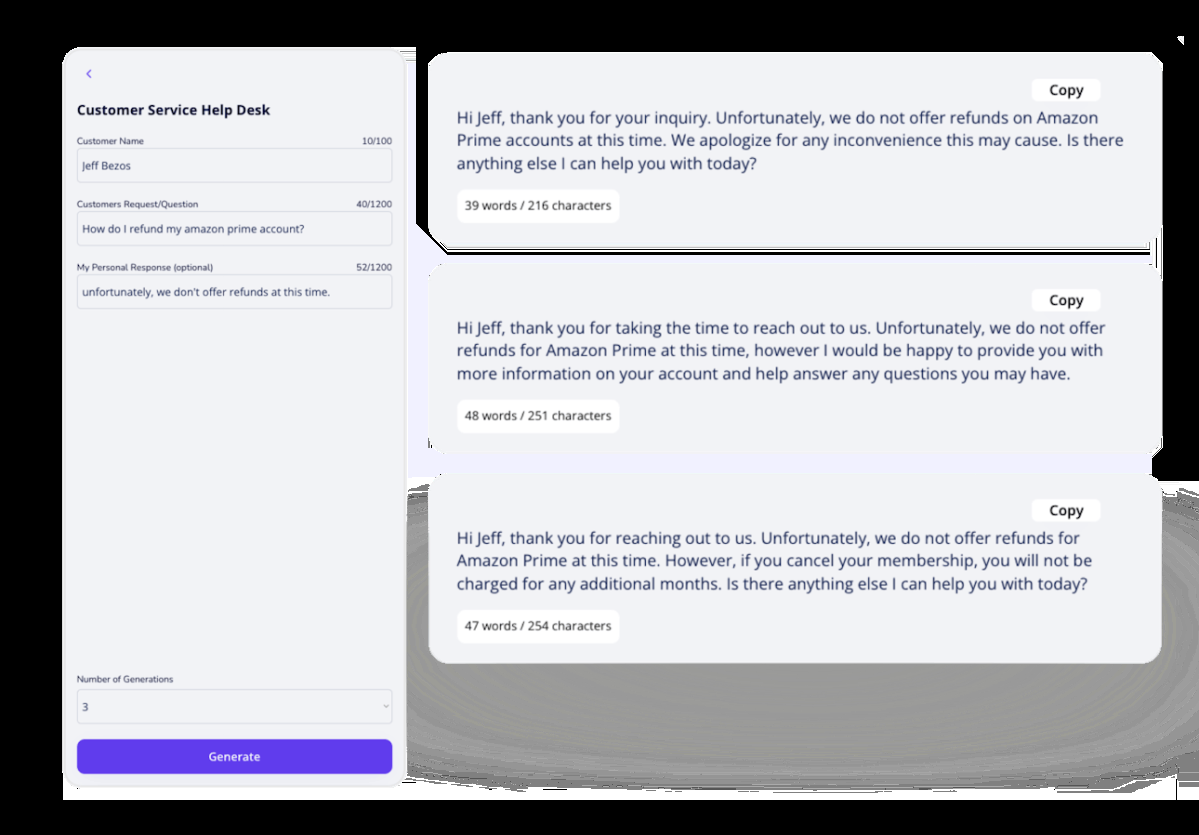 Customer Service Help Desk
Customer Name 10/100
Jeff Bezos
Customers Request/Question 40/1200
How do I refund my amazon prime account?
My Personal Response (optional) 52/1200
unfortunately, we don't offer refunds at this time.
Number of Generations
3
Generate
Copy
Hi Jeff, thank you for your inquiry. Unfortunately, we do not offer refunds on Amazon
Prime accounts at this time. We apologize for any inconvenience this may cause. Is there
anything else I can help you with today?
39 words / 216 characters
Copy
Hi Jeff, thank you for taking the time to reach out to us. Unfortunately, we do not offer
refunds for Amazon Prime at this time, however I would be happy to provide you with
more information on your account and help answer any questions you may have.
48 words / 251 characters
Copy
Hi Jeff, thank you for reaching out to us. Unfortunately, we do not offer refunds for
Amazon Prime at this time. However, if you cancel your membership, you will not be
charged for any additional months. Is there anything else I can help you with today?
47 words / 254 characters